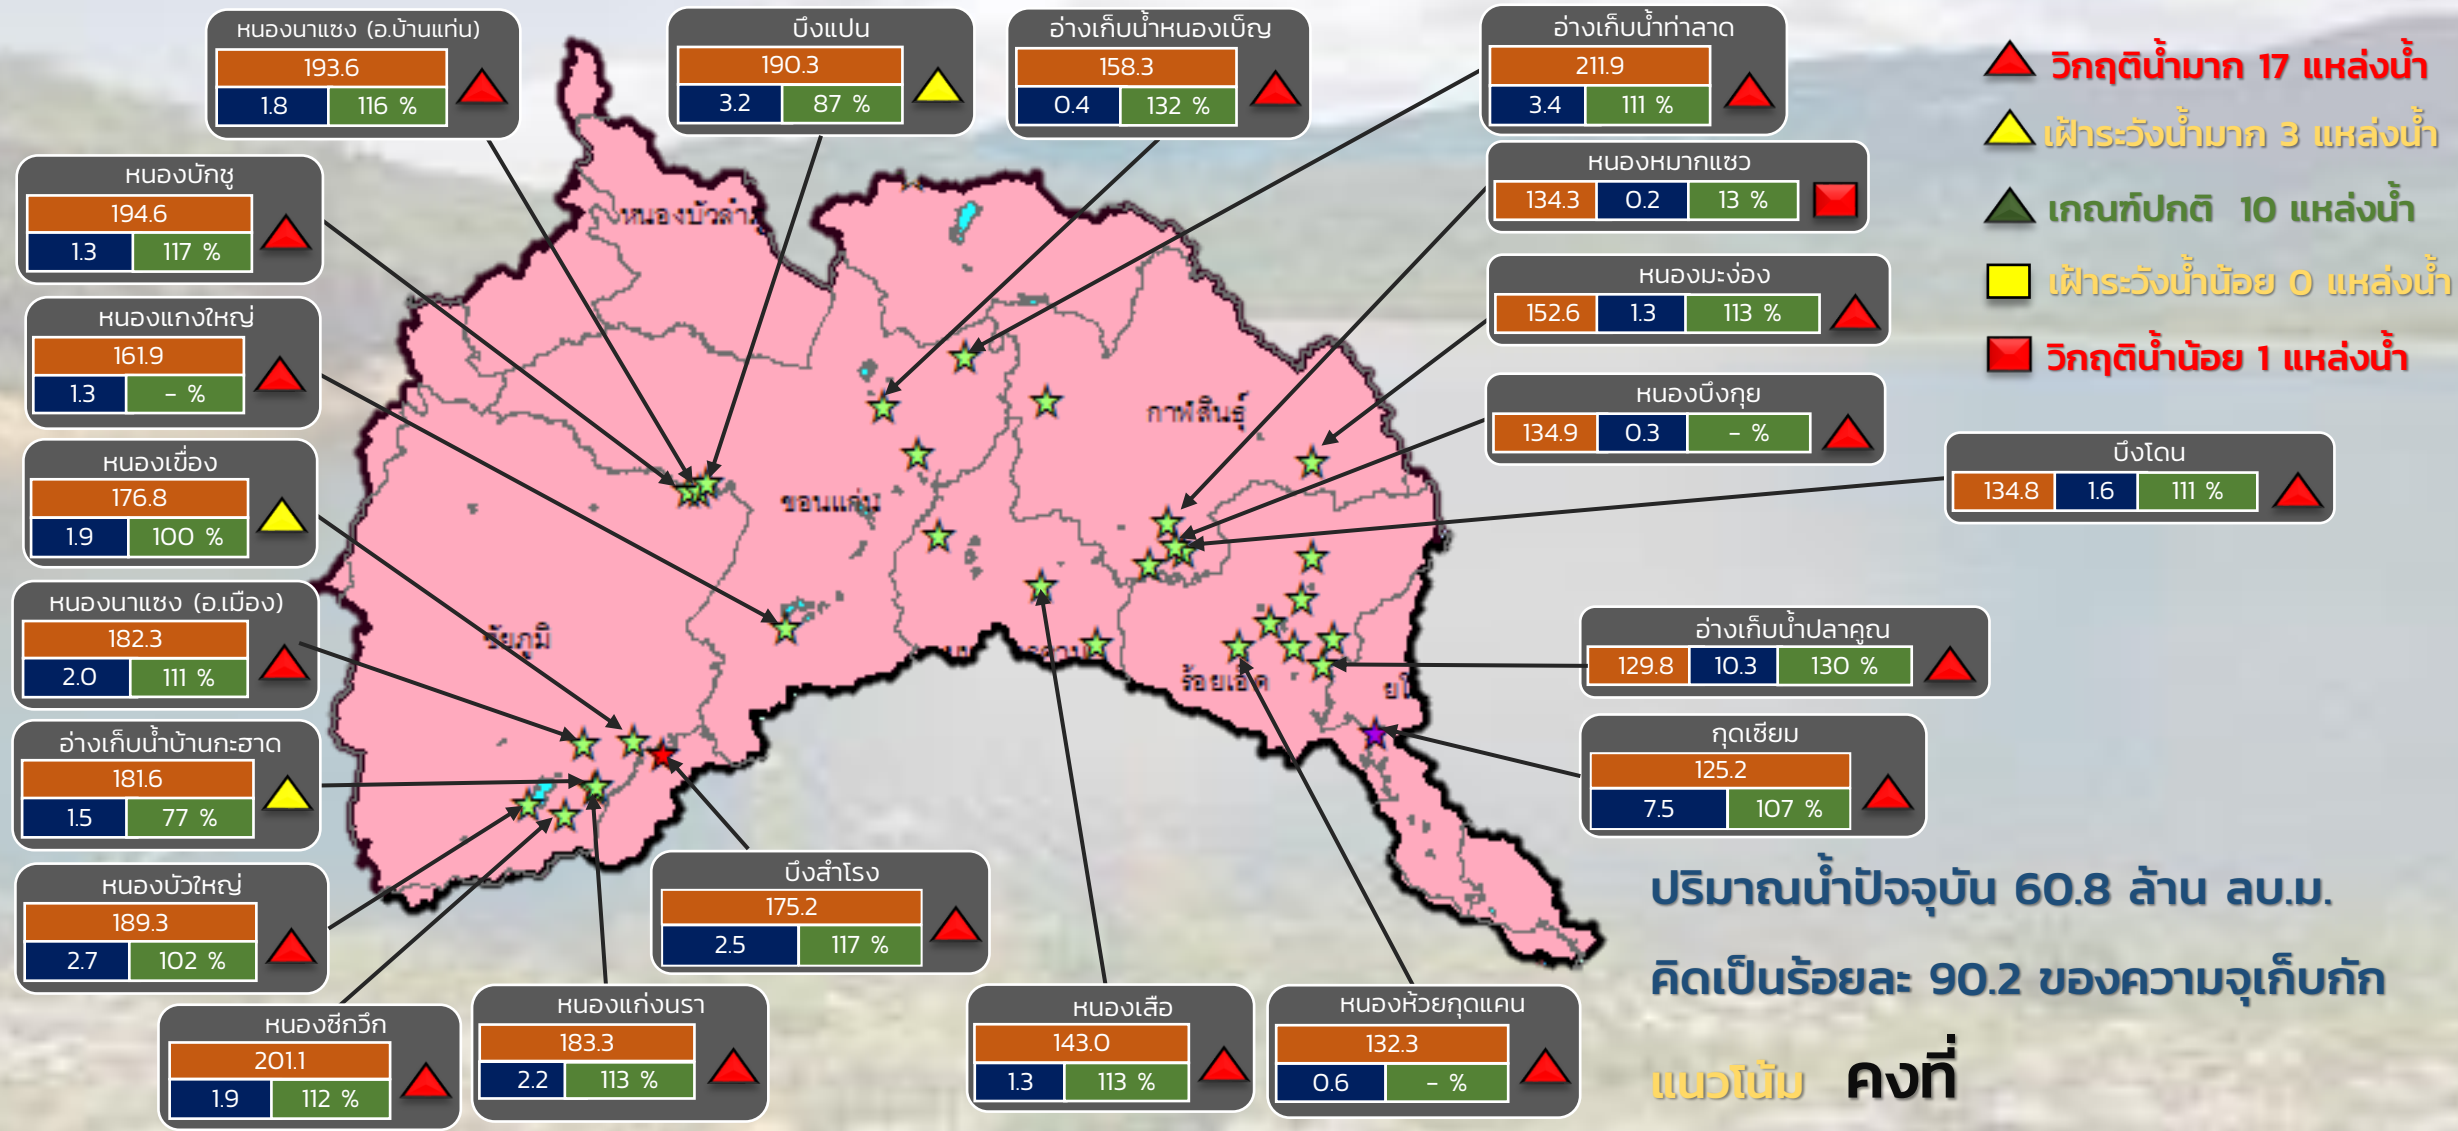 หนองนาแซง (อ.บ้านแท่น)
193.6
1.8 116 %
บึงแปน
190.3
3.2 87 %
อ่างเก็บน้ำหนองเบ็ญ
158.3
0.4 132 %
อ่างเก็บน้ำท่าลาด
211.9
3.4 111 %
วิกฤติน้ำมาก 17 แหล่งน้ำ
เฝ้าระวังน้ำมาก 3 แหล่งน้ำ
เกณฑ์ปกติ 10 แหล่งน้ำ
เฝ้าระวังน้ำน้อย 0 แหล่งน้ำ
วิกฤติน้ำน้อย 1 แหล่งน้ำ
หนองบักชู
194.6
1.3 117 %
หนองหมากแซว
134.3 0.2 13 %
หนองมะง่อง
152.6 1.3 113 %
หนองแกงใหญ่
161.9
1.3 - %
หนองบึงกุย
134.9 0.3 - %
บึงโดน
134.8 1.6 111 %
หนองเขื่อง
176.8
1.9 100 %
กาฬสินธุ์
ขอนแก่น
ชัยภูมิ
ร้อยเอ็ด
หนองนาแซง (อ.เมือง)
182.3
2.0 111 %
อ่างเก็บน้ำปลาคูณ
129.8 10.3 130 %
อ่างเก็บน้ำบ้านกะฮาด
181.6
1.5 77 %
กุดเซียม
125.2
7.5 107 %
หนองบัวใหญ่
189.3
2.7 102 %
บึงสำโรง
175.2
2.5 117 %
หนองซีกวึก
201.1
1.9 112 %
หนองแก่งนรา
183.3
2.2 113 %
หนองเสือ
143.0
1.3 113 %
หนองห้วยกุดแคน
132.3
0.6 - %
ปริมาณน้ำปัจจุบัน 60.8 ล้าน ลบ.ม.
คิดเป็นร้อยละ 90.2 ของความจุเก็บกัก
แนวโน้ม คงที่